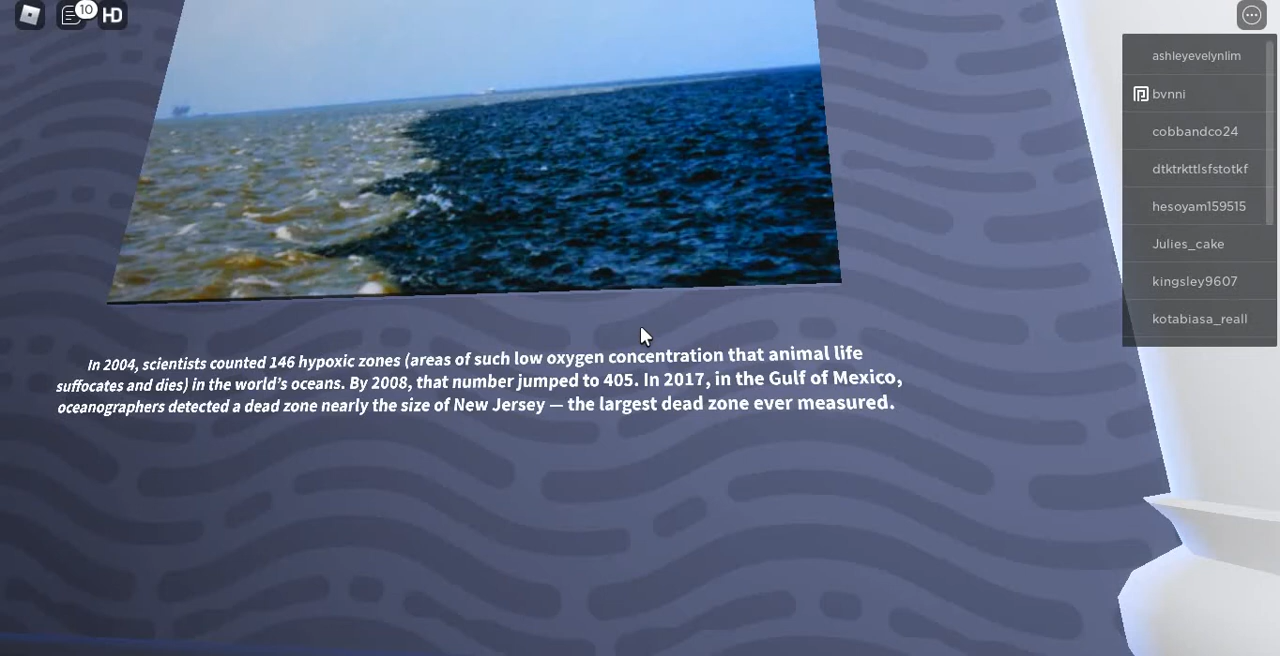 10
HD
ashleyevelynlim
bvnni
cobbandco24
dtktrkttlsfstotkf
hesoyam159515
Julies_cake
kingsley9607
kotabiasa_reall
In 2004, scientists counted 146 hypoxic zones (areas of such low oxygen concentration that animal life
suffocates and dies) in the world's oceans. By 2008, that number jumped to 405. In 2017, in the Gulf of Mexico,
oceanographers detected a dead zone nearly the size of New Jersey — the largest dead zone ever measured.